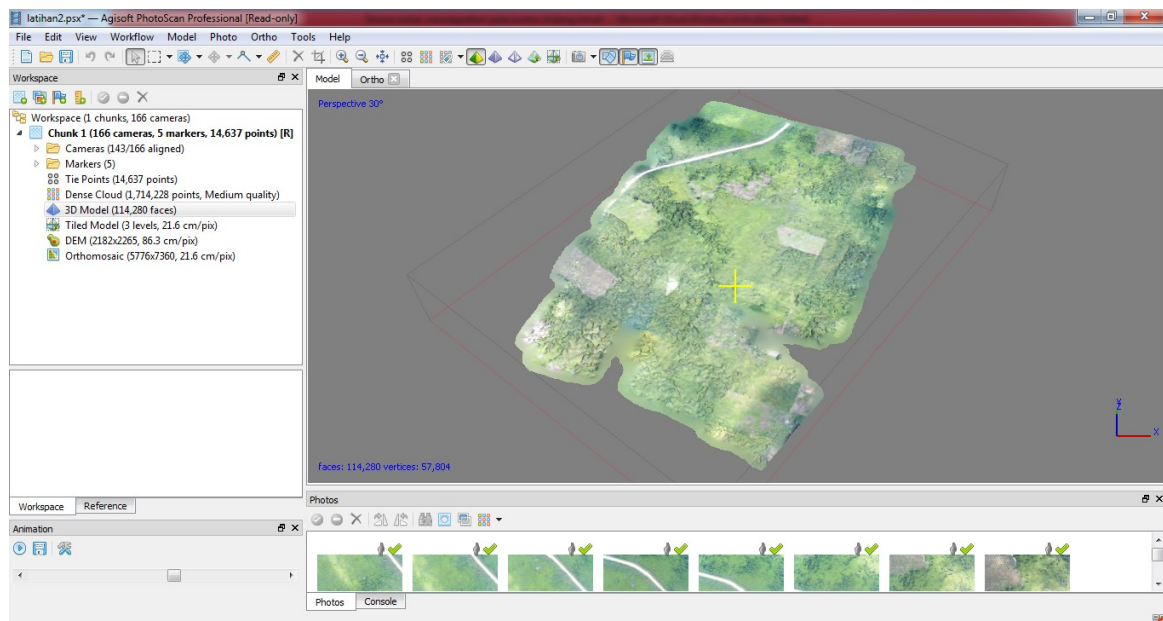 latihan2.psx* — Agisoft PhotoScan Professional [Read-only]
File Edit View Workflow Model Photo Ortho Tools Help
Workspace
Model Ortho
Perspective 30°
Workspace (1 chunks, 166 cameras)
Chunk 1 (166 cameras, 5 markers, 14,637 points) [R]
Cameras (143/166 aligned)
Markers (5)
Tie Points (14,637 points)
Dense Cloud (1,714,228 points, Medium quality)
3D Model (114,280 faces)
Tiled Model (3 levels, 21.6 cm/pix)
DEM (2182x2265, 86.3 cm/pix)
Orthomosaic (5776x7360, 21.6 cm/pix)
X
faces: 114,280 vertices: 57,804
Workspace Reference
Photos
Animation
Photos Console